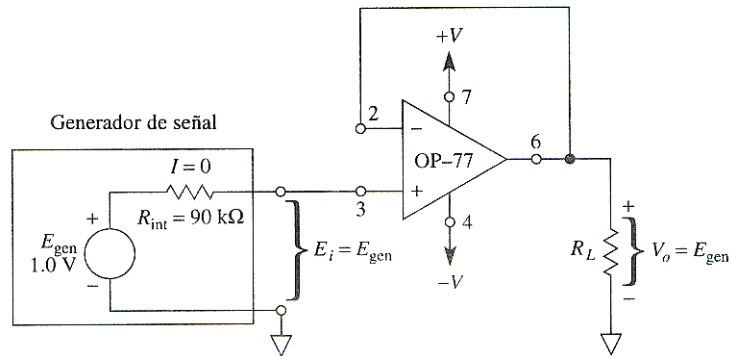 +V
7
2
−
Generador de señal
6
OP–77
I = 0
+
3
+
R_int = 90 kΩ
4
+
E_gen
1.0 V
E_i = E_gen
R_L
V_o = E_gen
−
−V
−